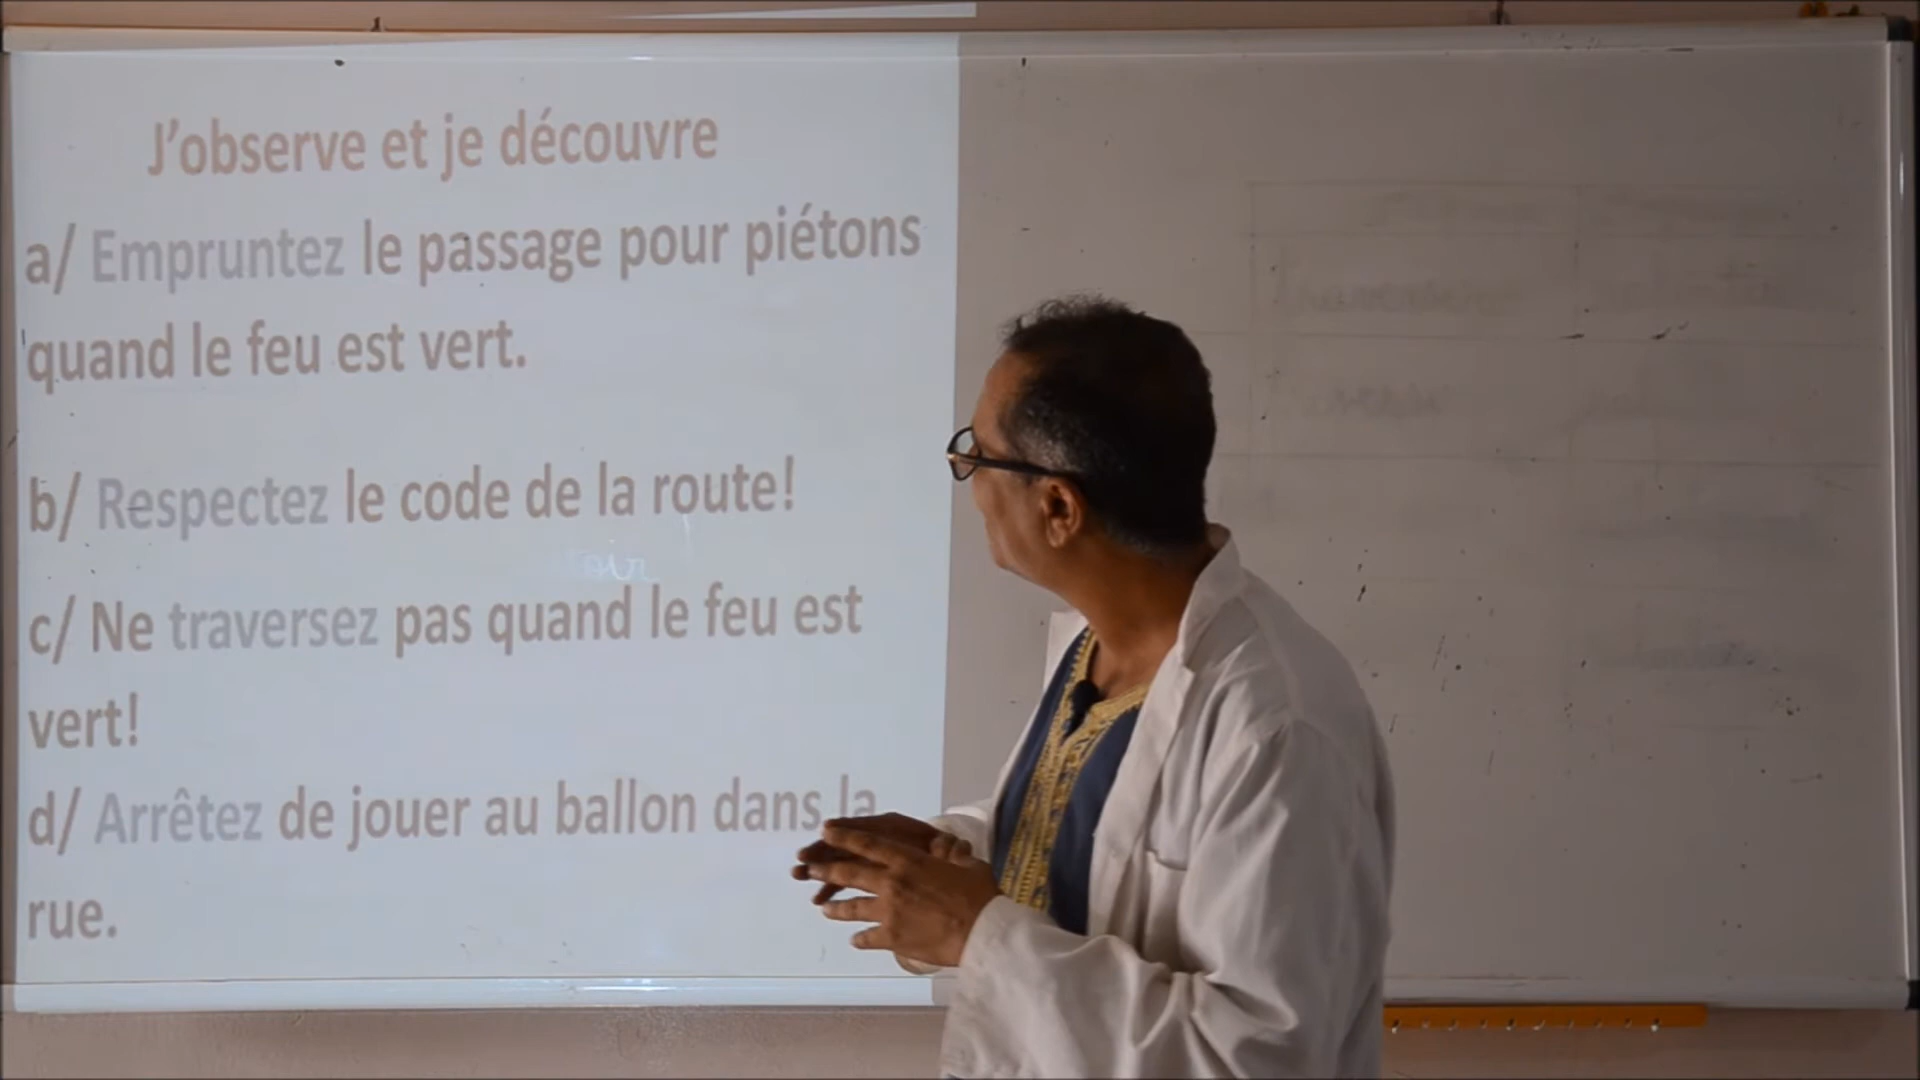 J'observe et je découvre
a/ Empruntez le passage pour piétons
quand le feu est vert.
b/ Respectez le code de la route!
c/ Ne traversez pas quand le feu est
vert!
d/ Arrêtez de jouer au ballon dans la
rue.